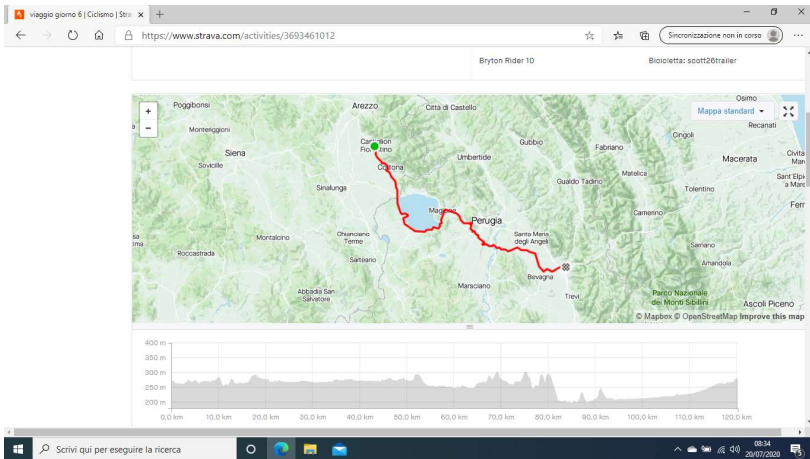 viaggio giorno 6 | Ciclismo | Stra
https://www.strava.com/activities/3693461012
Sincronizzazione non in corso
Bryton Rider 10
Bicicletta: scott26trailer
+
−
Mappa standard
Poggibonsi
Arezzo
Città di Castello
Osimo
Recanati
Monteriggioni
Castiglion
Fiorentino
Gubbio
Cingoli
Siena
Umbertide
Fabriano
Macerata
Civita
Mar
Sovicille
Cortona
Matelica
Sant'Elpi
a Mare
Sinalunga
Gualdo Tadino
Tolentino
Magione
Perugia
Ferr
Camerino
Montalcino
Chianciano
Terme
Santa Maria
degli Angeli
Roccastrada
Sarteano
Sarnano
Bevagna
Amandola
Abbadia San
Salvatore
Marsciano
Trevi
Parco Nazionale
dei Monti Sibillini
Ascoli Piceno
© Mapbox © OpenStreetMap Improve this map
400 m
350 m
300 m
250 m
200 m
0,0 km 10,0 km 20,0 km 30,0 km 40,0 km 50,0 km 60,0 km 70,0 km 80,0 km 90,0 km 100,0 km 110,0 km 120,0 km
Scrivi qui per eseguire la ricerca
08:34
20/07/2020